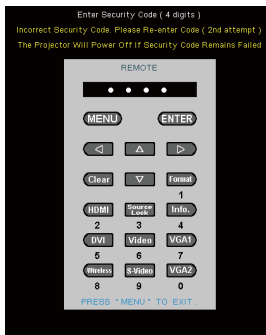 Enter Security Code ( 4 digits )
Incorrect Security Code. Please Re-enter Code ( 2nd attempt )
The Projector Will Power Off If Security Code Remains Failed
REMOTE
MENU ENTER
Clear Format
1
HDMI Source Lock Info.
2 3 4
DVI Video VGA1
5 6 7
Wireless S-Video VGA2
8 9 0
PRESS "MENU" TO EXIT.